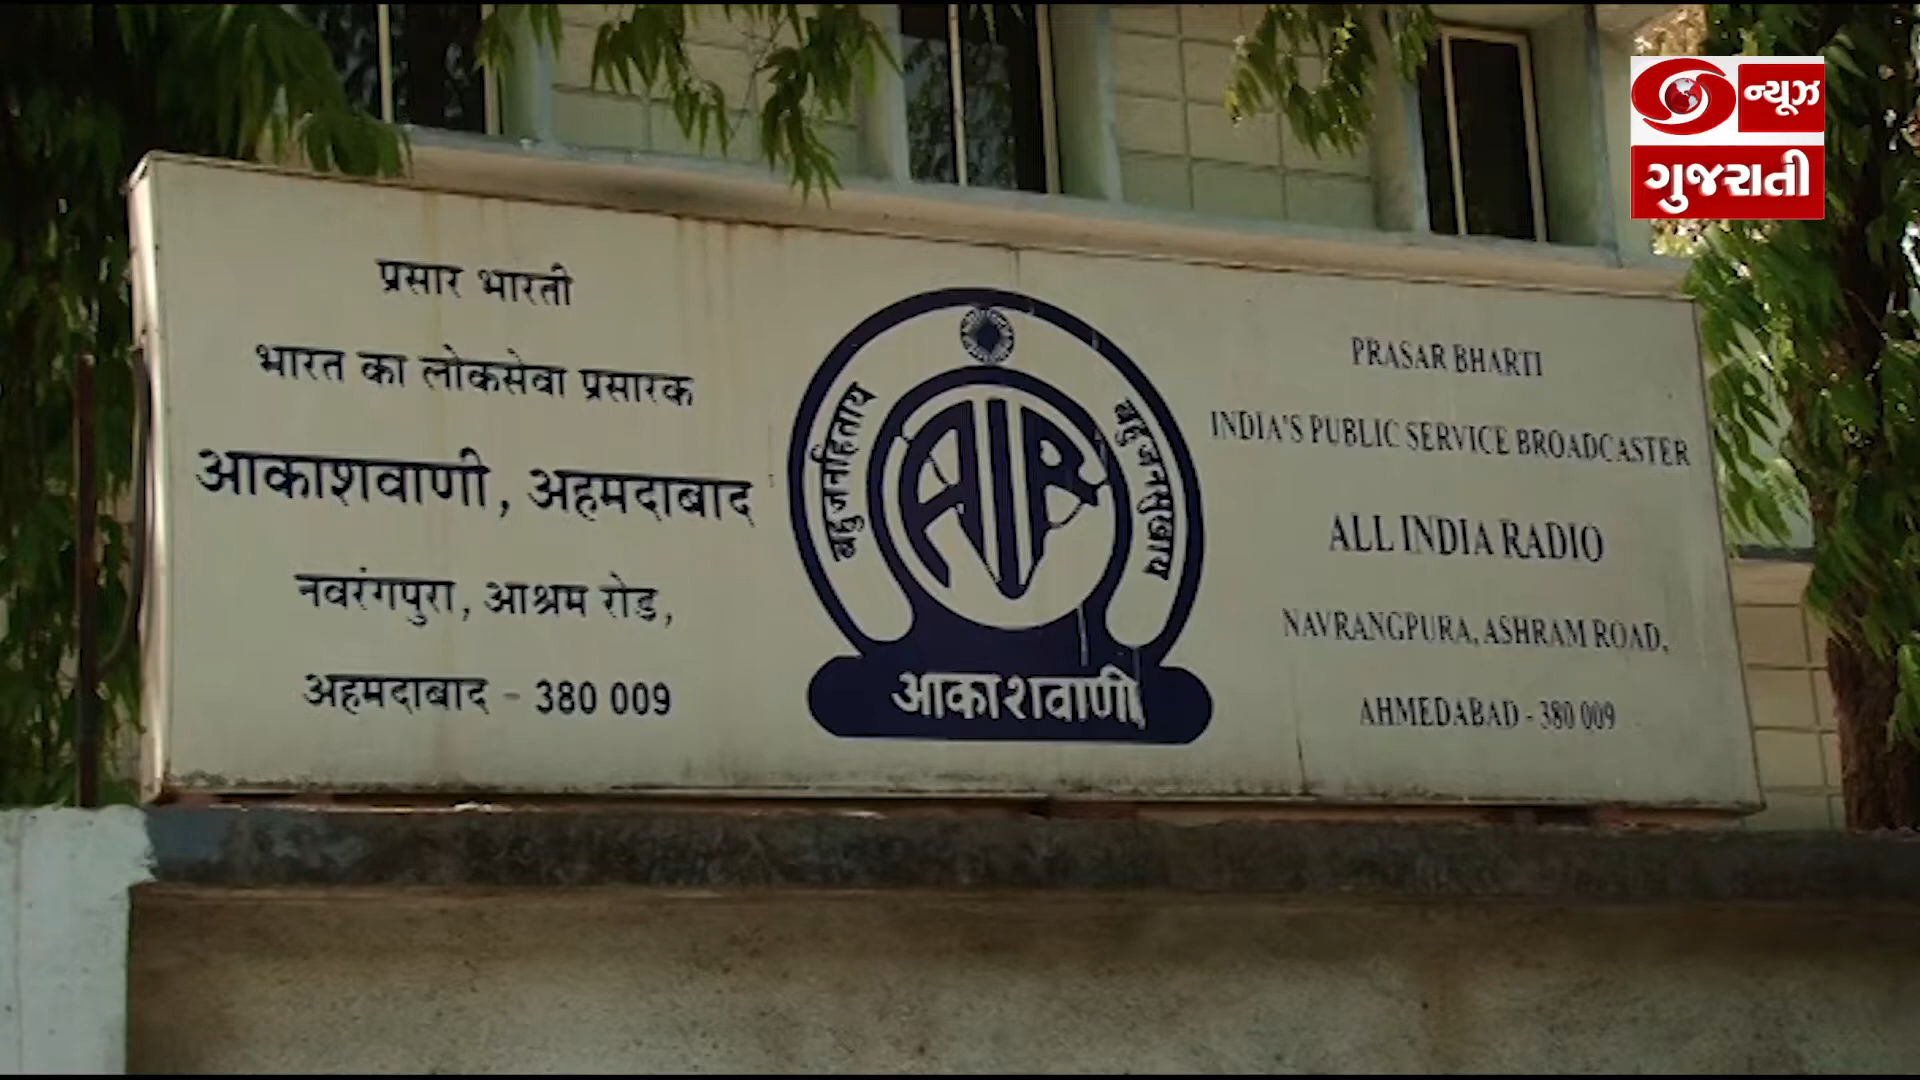 प्रसार भारती
भारत का लोकसेवा प्रसारक
आकाशवाणी, अहमदाबाद
नवरंगपुरा, आश्रम रोड,
अहमदाबाद - 380 009
बहुजनहिताय
बहुजनसुखाय
AIR
आकाशवाणी
PRASAR BHARTI
INDIA'S PUBLIC SERVICE BROADCASTER
ALL INDIA RADIO
NAVRANGPURA, ASHRAM ROAD,
AHMEDABAD - 380 009
ન્યૂઝ
ગુજરાતી